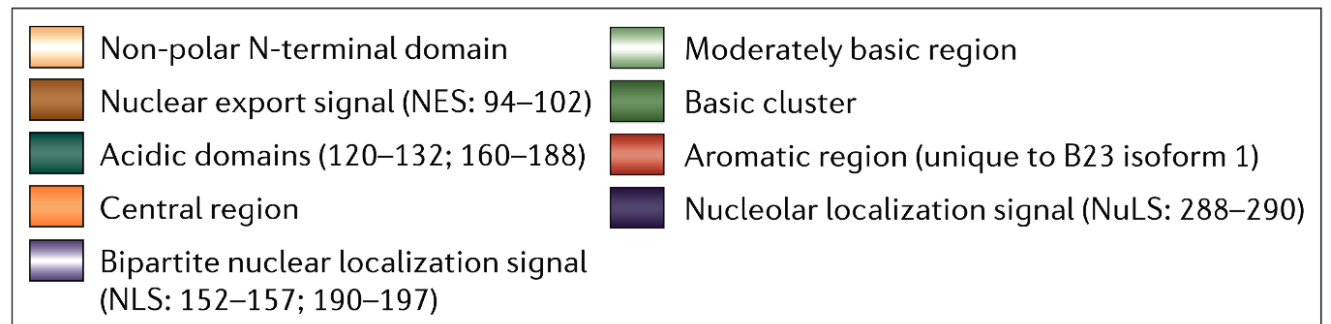 Non-polar N-terminal domain
Nuclear export signal (NES: 94–102)
Acidic domains (120–132; 160–188)
Central region
Bipartite nuclear localization signal
(NLS: 152–157; 190–197)
Moderately basic region
Basic cluster
Aromatic region (unique to B23 isoform 1)
Nucleolar localization signal (NuLS: 288–290)